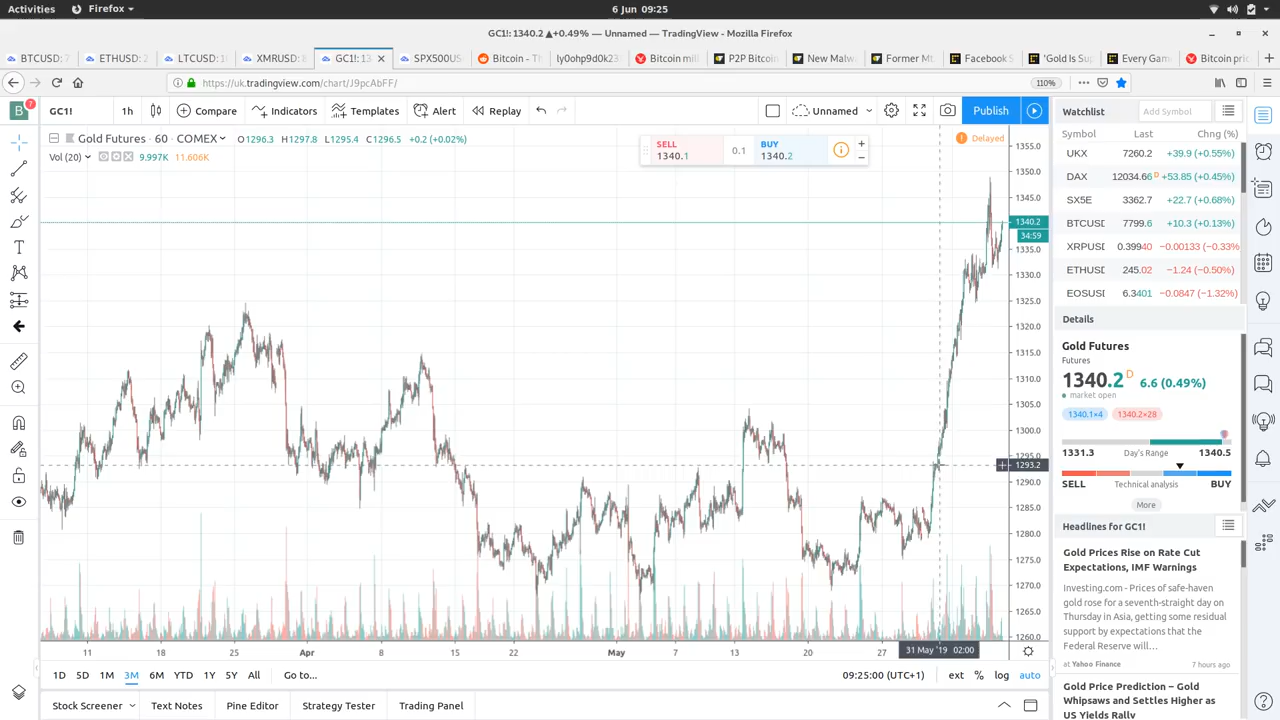 Activities Firefox 6 Jun 09:25
GC1!: 1340.2 ▲+0.49% — Unnamed — TradingView - Mozilla Firefox
BTCUSD: 7 ETHUSD: 2 LTCUSD: XMRUSD: 8 GC1!: 13 SPX500US Bitcoin - Th ly0ohp9d0k23 Bitcoin mil P2P Bitcoin New Malwa Former Mt. Facebook S 'Gold Is Sup Every Game Bitcoin pric
https://uk.tradingview.com/chart/J9pcAbFF/ 110%
B 7 GC1! 1h Compare Indicators Templates Alert Replay Unnamed Publish
Gold Futures · 60 · COMEX O1296.3 H1297.8 L1295.4 C1296.5 +0.2 (+0.02%)
Vol (20) 9.997K 11.606K
SELL
1340.1
0.1
BUY
1340.2
Delayed
1355.0
1350.0
1345.0
1340.2
34:59
1335.0
1330.0
1325.0
1320.0
1315.0
1310.0
1305.0
1300.0
1295.0
1293.2
1285.0
1280.0
1275.0
1270.0
1265.0
1260.0
11 18 25 Apr 8 15 22 May 7 13 20 27 31 May '19 02:00
1D 5D 1M 3M 6M YTD 1Y 5Y All Go to... 09:25:00 (UTC+1) ext % log auto
Stock Screener Text Notes Pine Editor Strategy Tester Trading Panel
Watchlist Add Symbol
Symbol Last Chng (%)
UKX 7260.2 +39.9 (+0.55%)
DAX 12034.66 D +53.85 (+0.45%)
SX5E 3362.7 +22.7 (+0.68%)
BTCUSD 7799.6 +10.3 (+0.13%)
XRPUSD 0.39940 −0.00133 (−0.33%
ETHUSD 245.02 −1.24 (−0.50%)
EOSUSD 6.3401 −0.0847 (−1.32%)
Details
Gold Futures
Futures
1340.2 D 6.6 (0.49%)
market open
1340.1×4 1340.2×28
1331.3 Day's Range 1340.5
SELL Technical analysis BUY
More
Headlines for GC1!
Gold Prices Rise on Rate Cut
Expectations, IMF Warnings
Investing.com - Prices of safe-haven
gold rose for a seventh-straight day on
Thursday in Asia, getting some residual
support by expectations that the
Federal Reserve will…
at Yahoo Finance 7 hours ago
Gold Price Prediction – Gold
Whipsaws and Settles Higher as
US Yields Rally